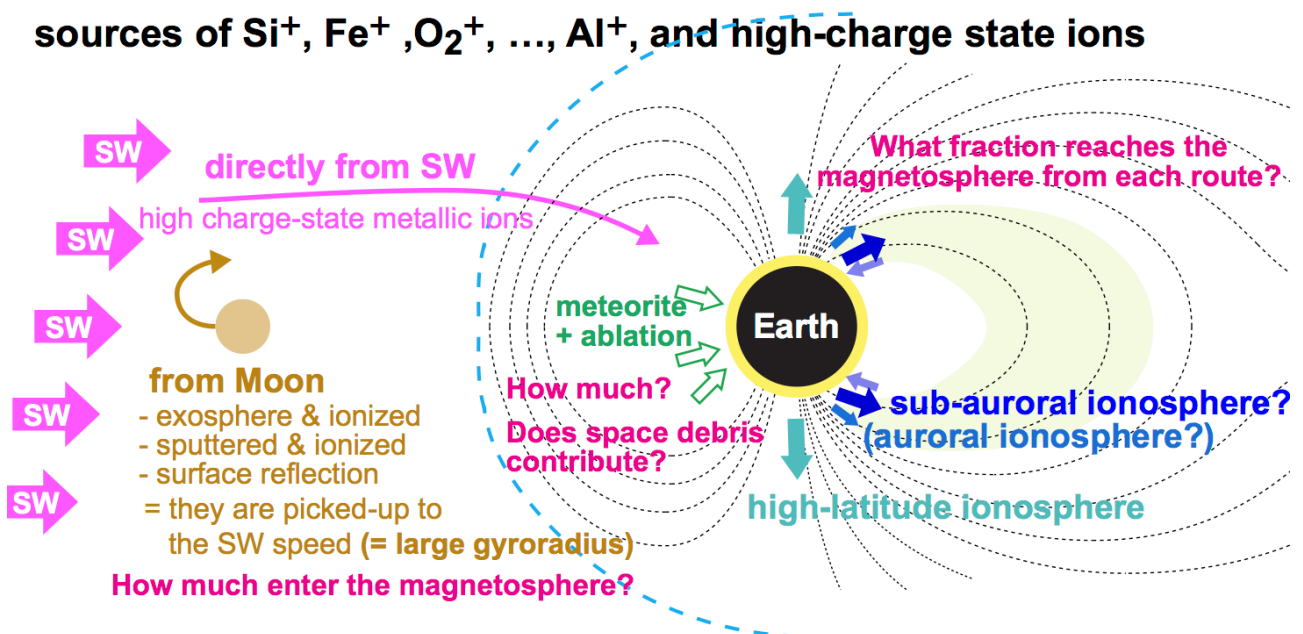 sources of Si⁺, Fe⁺ ,O₂⁺, ..., Al⁺, and high-charge state ions
SW
directly from SW
high charge-state metallic ions
SW
SW
SW
SW
from Moon
- exosphere & ionized
- sputtered & ionized
- surface reflection
= they are picked-up to
the SW speed (= large gyroradius)
How much enter the magnetosphere?
meteorite
+ ablation
How much?
Does space debris
contribute?
Earth
What fraction reaches the
magnetosphere from each route?
sub-auroral ionosphere?
(auroral ionosphere?)
high-latitude ionosphere